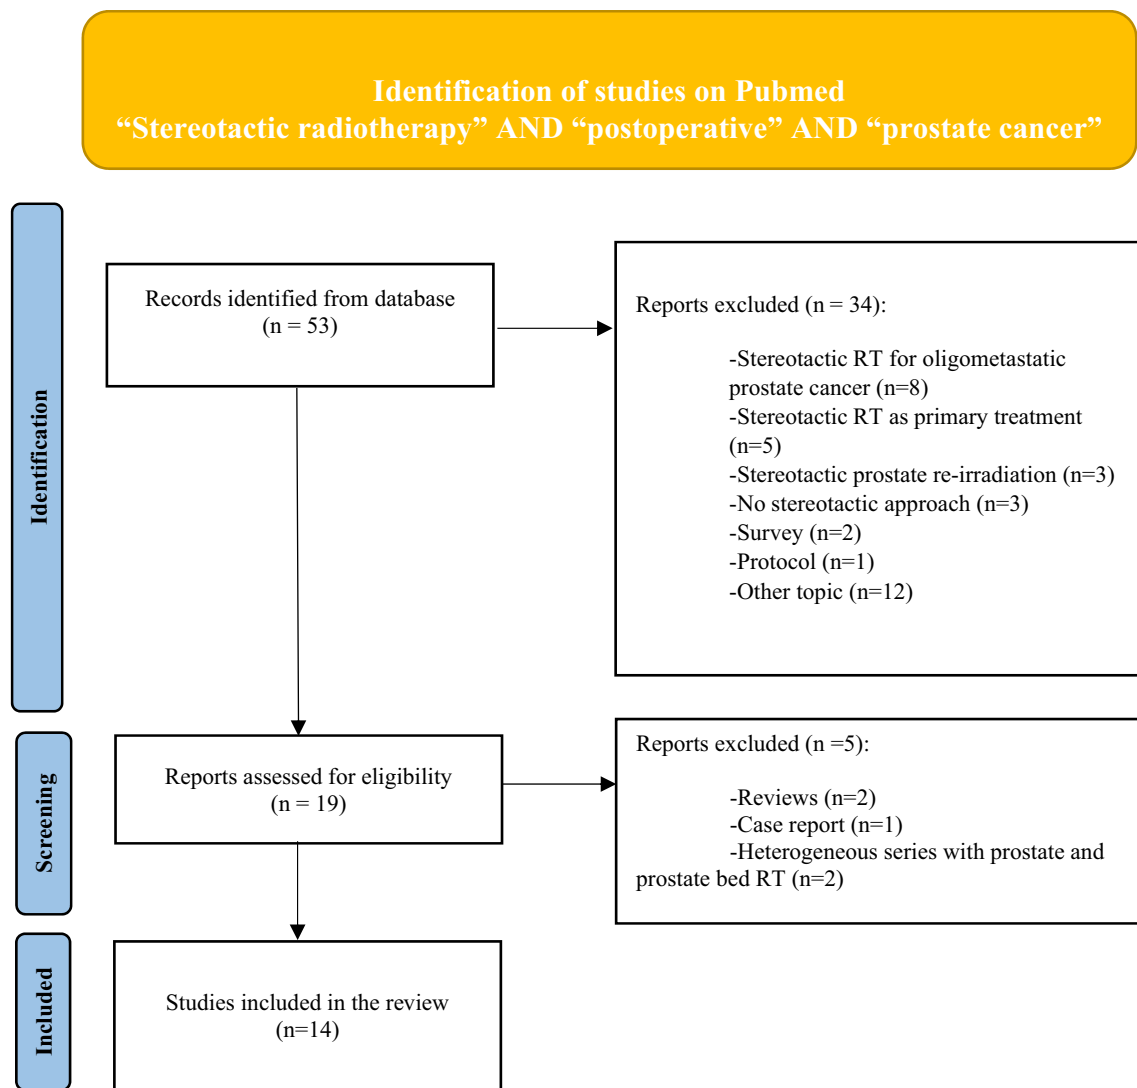 Identification of studies on Pubmed
“Stereotactic radiotherapy” AND “postoperative” AND “prostate cancer”
Identification
Records identified from database
(n = 53)
Reports excluded (n = 34):
-Stereotactic RT for oligometastatic
prostate cancer (n=8)
-Stereotactic RT as primary treatment
(n=5)
-Stereotactic prostate re-irradiation (n=3)
-No stereotactic approach (n=3)
-Survey (n=2)
-Protocol (n=1)
-Other topic (n=12)
Screening
Reports assessed for eligibility
(n = 19)
Reports excluded (n =5):
-Reviews (n=2)
-Case report (n=1)
-Heterogeneous series with prostate and
prostate bed RT (n=2)
Included
Studies included in the review
(n=14)